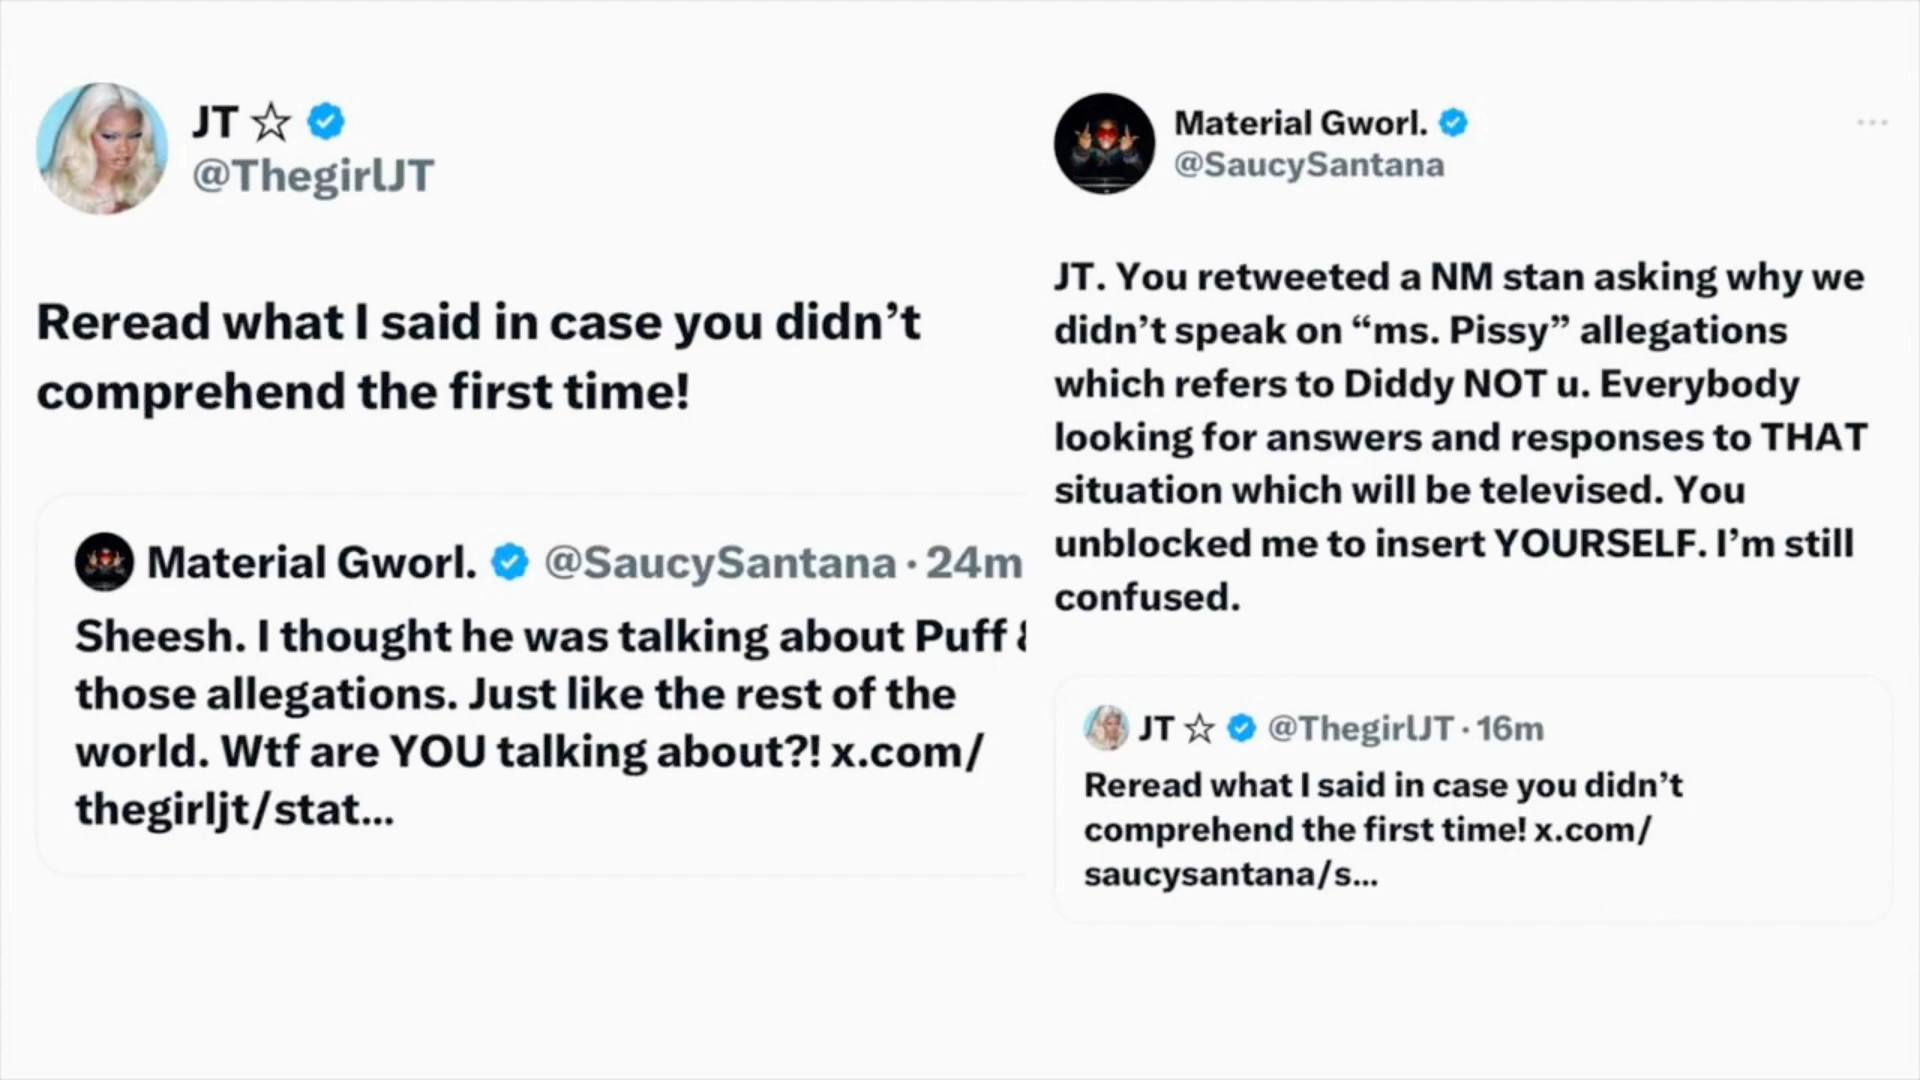 JT ☆
@ThegirlJT
Reread what I said in case you didn’t
comprehend the first time!
Material Gworl. @SaucySantana · 24m
Sheesh. I thought he was talking about Puff
those allegations. Just like the rest of the
world. Wtf are YOU talking about?! x.com/
thegirljt/stat...
Material Gworl.
@SaucySantana
JT. You retweeted a NM stan asking why we
didn’t speak on “ms. Pissy” allegations
which refers to Diddy NOT u. Everybody
looking for answers and responses to THAT
situation which will be televised. You
unblocked me to insert YOURSELF. I’m still
confused.
JT ☆ @ThegirlJT · 16m
Reread what I said in case you didn’t
comprehend the first time! x.com/
saucysantana/s...